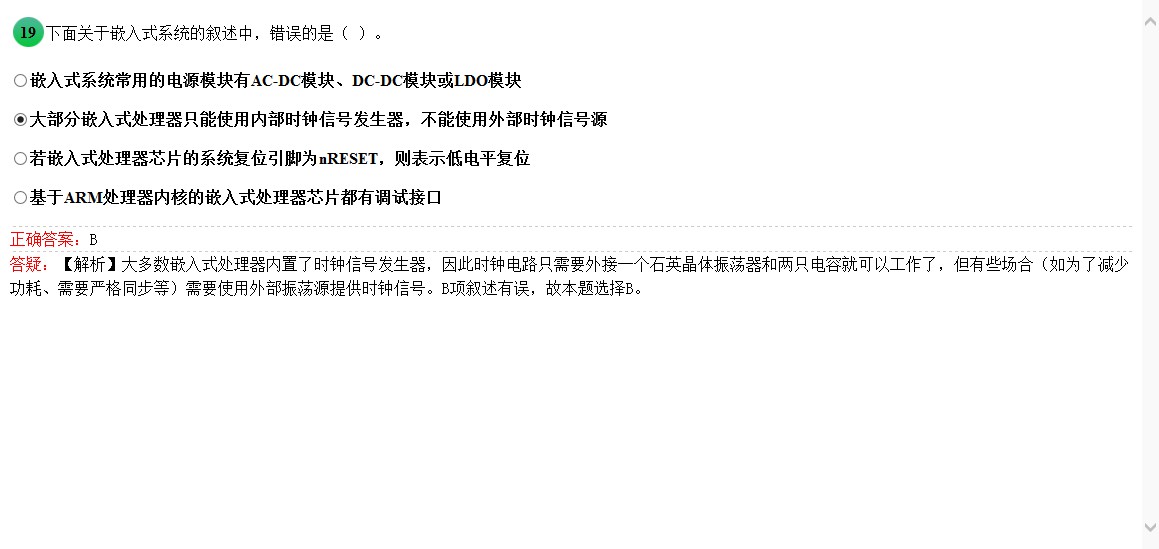 19 下面关于嵌入式系统的叙述中，错误的是（ ）。
嵌入式系统常用的电源模块有AC-DC模块、DC-DC模块或LDO模块
大部分嵌入式处理器只能使用内部时钟信号发生器，不能使用外部时钟信号源
若嵌入式处理器芯片的系统复位引脚为nRESET，则表示低电平复位
基于ARM处理器内核的嵌入式处理器芯片都有调试接口
正确答案：B
答疑：【解析】大多数嵌入式处理器内置了时钟信号发生器，因此时钟电路只需要外接一个石英晶体振荡器和两只电容就可以工作了，但有些场合（如为了减少
功耗、需要严格同步等）需要使用外部振荡源提供时钟信号。B项叙述有误，故本题选择B。